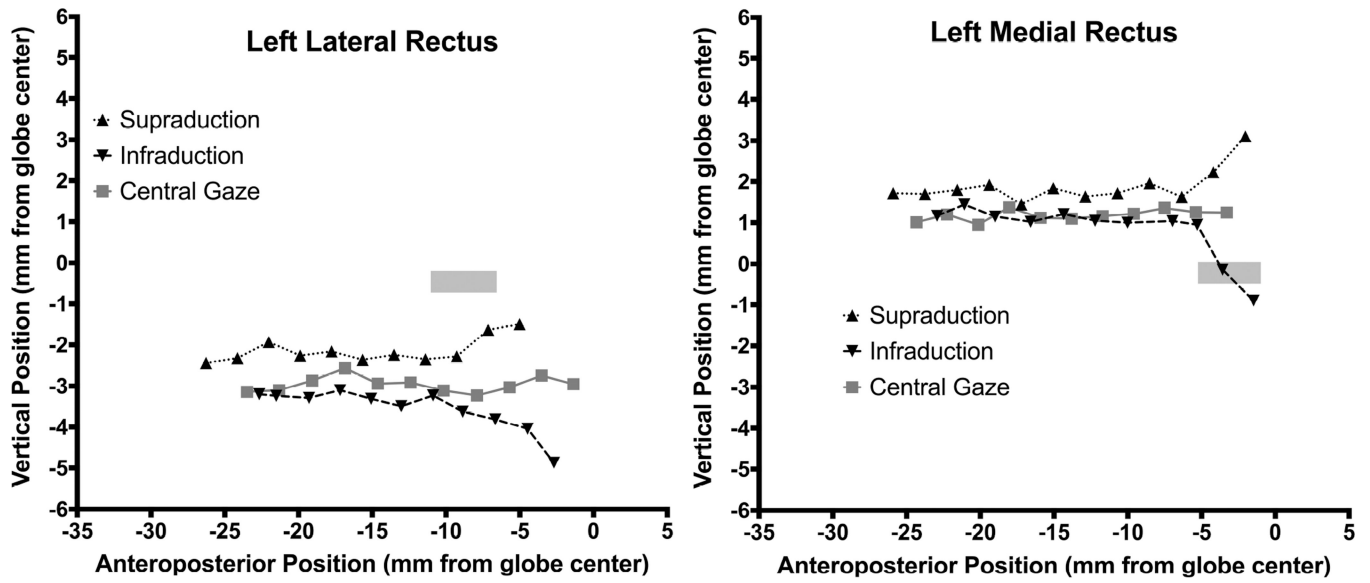 Left Lateral Rectus
Vertical Position (mm from globe center)
6
5
4
3
2
1
0
-1
-2
-3
-4
-5
-6
Supraduction
Infraduction
Central Gaze
-35 -30 -25 -20 -15 -10 -5 0 5
Anteroposterior Position (mm from globe center)
Left Medial Rectus
Vertical Position (mm from globe center)
6
5
4
3
2
1
0
-1
-2
-3
-4
-5
-6
Supraduction
Infraduction
Central Gaze
-35 -30 -25 -20 -15 -10 -5 0 5
Anteroposterior Position (mm from globe center)